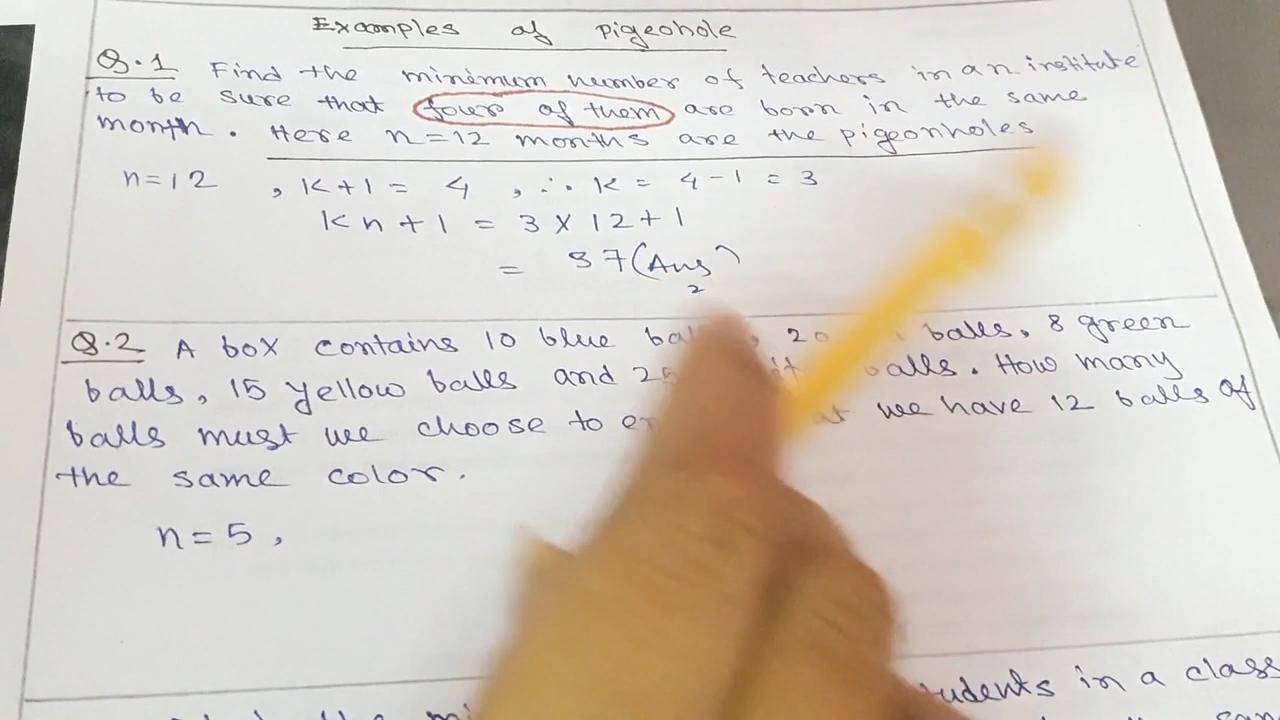 Examples of pigeohole
Q.1 Find the minimum number of teachers in an institute
to be sure that four of them are born in the same
month. Here n=12 months are the pigeonholes
n=12 , K+1 = 4 , ∴ K = 4-1 = 3
Kn+1 = 3 X 12+1
= 37(Ans)
Q.2 A box contains 10 blue 20 balls, 8 green
balls, 15 yellow balls and balls. How many
balls must we choose to we have 12 balls of
the same color.
n=5,
students in a class